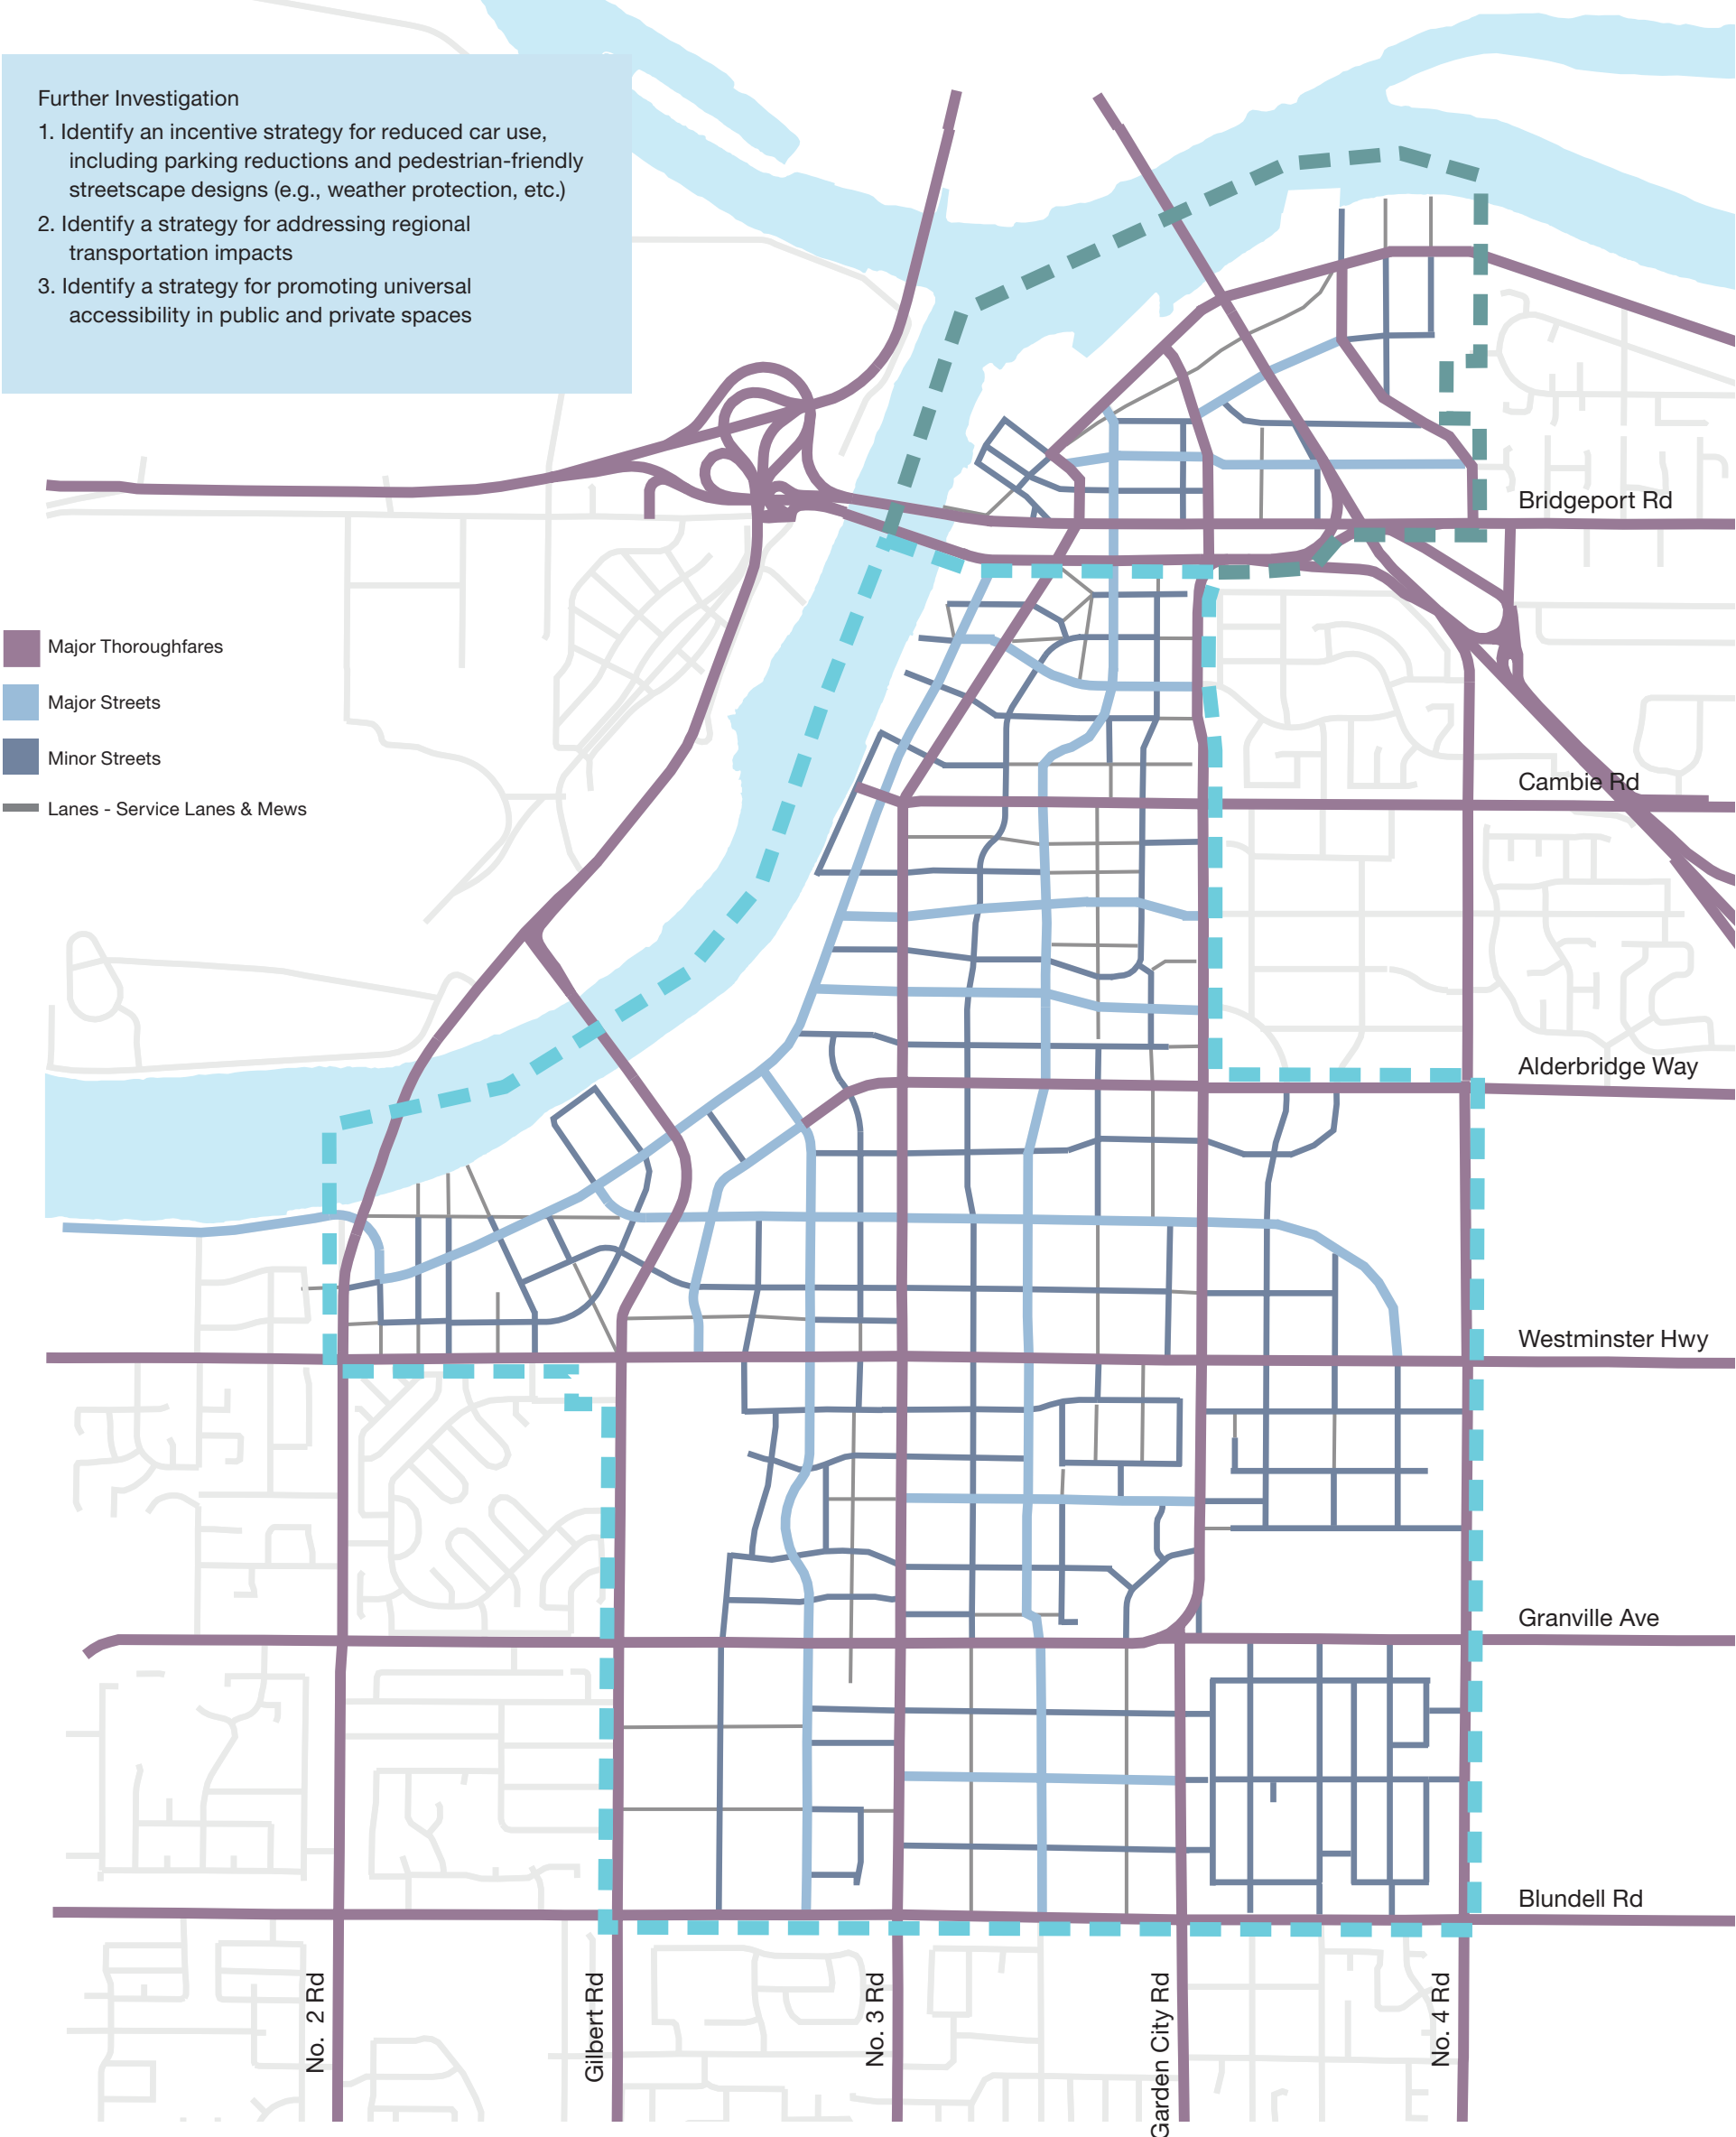 Further Investigation
1. Identify an incentive strategy for reduced car use,
including parking reductions and pedestrian-friendly
streetscape designs (e.g., weather protection, etc.)
2. Identify a strategy for addressing regional
transportation impacts
3. Identify a strategy for promoting universal
accessibility in public and private spaces
Bridgeport Rd
Major Thoroughfares
Major Streets
Minor Streets
Cambie Rd
Lanes - Service Lanes & Mews
Alderbridge Way
Westminster Hwy
Granville Ave
Blundell Rd
No. 2 Rd
Gilbert Rd
No. 3 Rd
Garden City Rd
No. 4 Rd